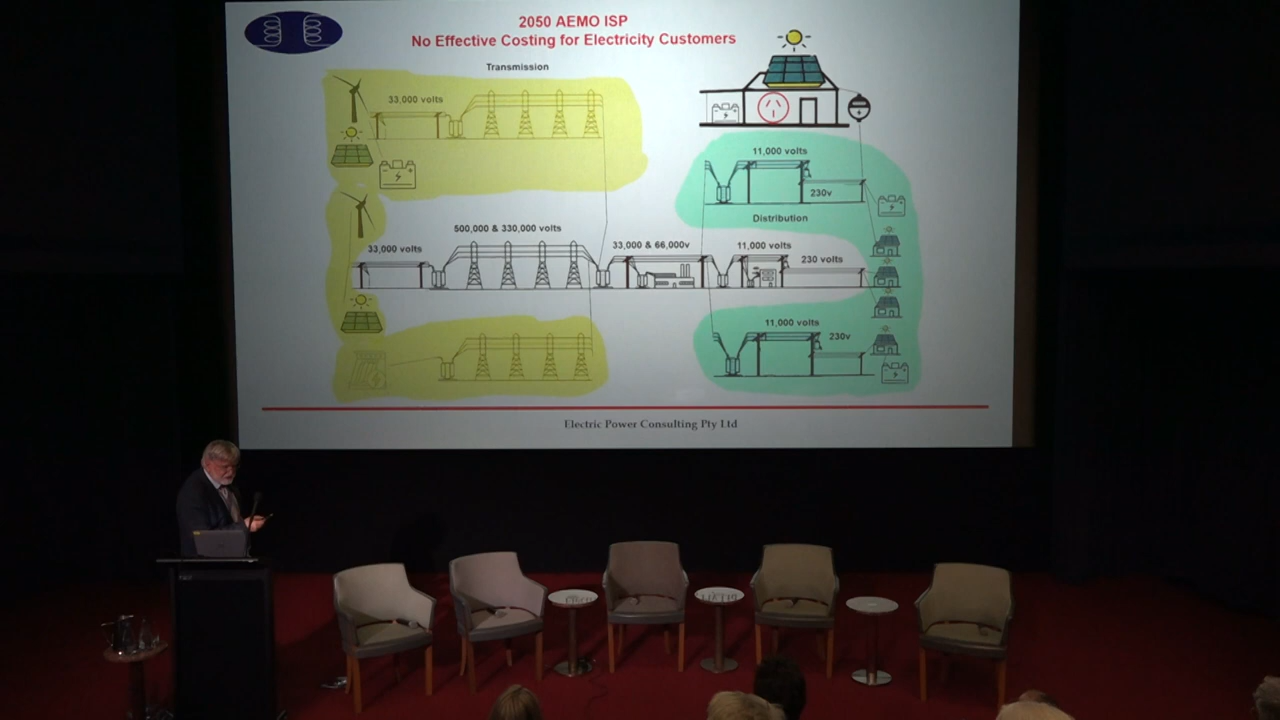 2050 AEMO ISP
No Effective Costing for Electricity Customers
Transmission
33,000 volts
11,000 volts
230v
Distribution
500,000 & 330,000 volts
33,000 volts
33,000 & 66,000v
11,000 volts
230 volts
11,000 volts
230v
Electric Power Consulting Pty Ltd